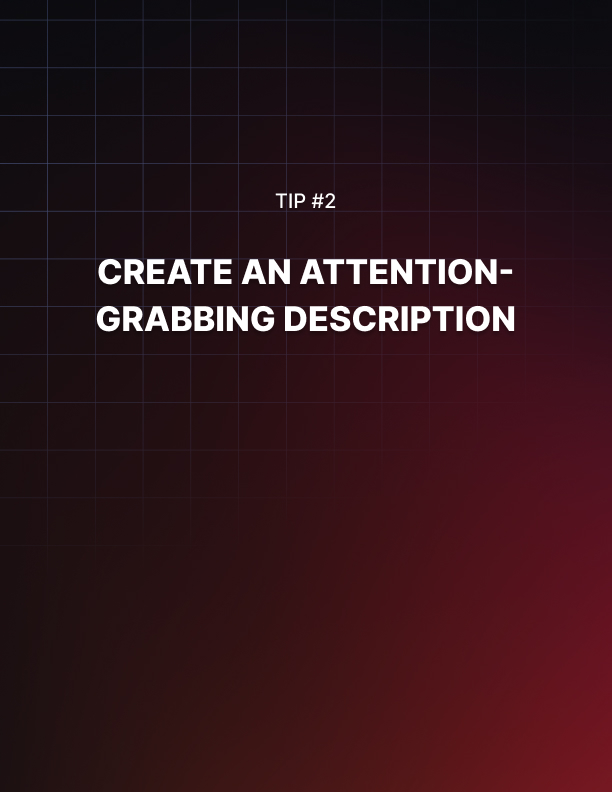 TIP #2
CREATE AN ATTENTION-
GRABBING DESCRIPTION